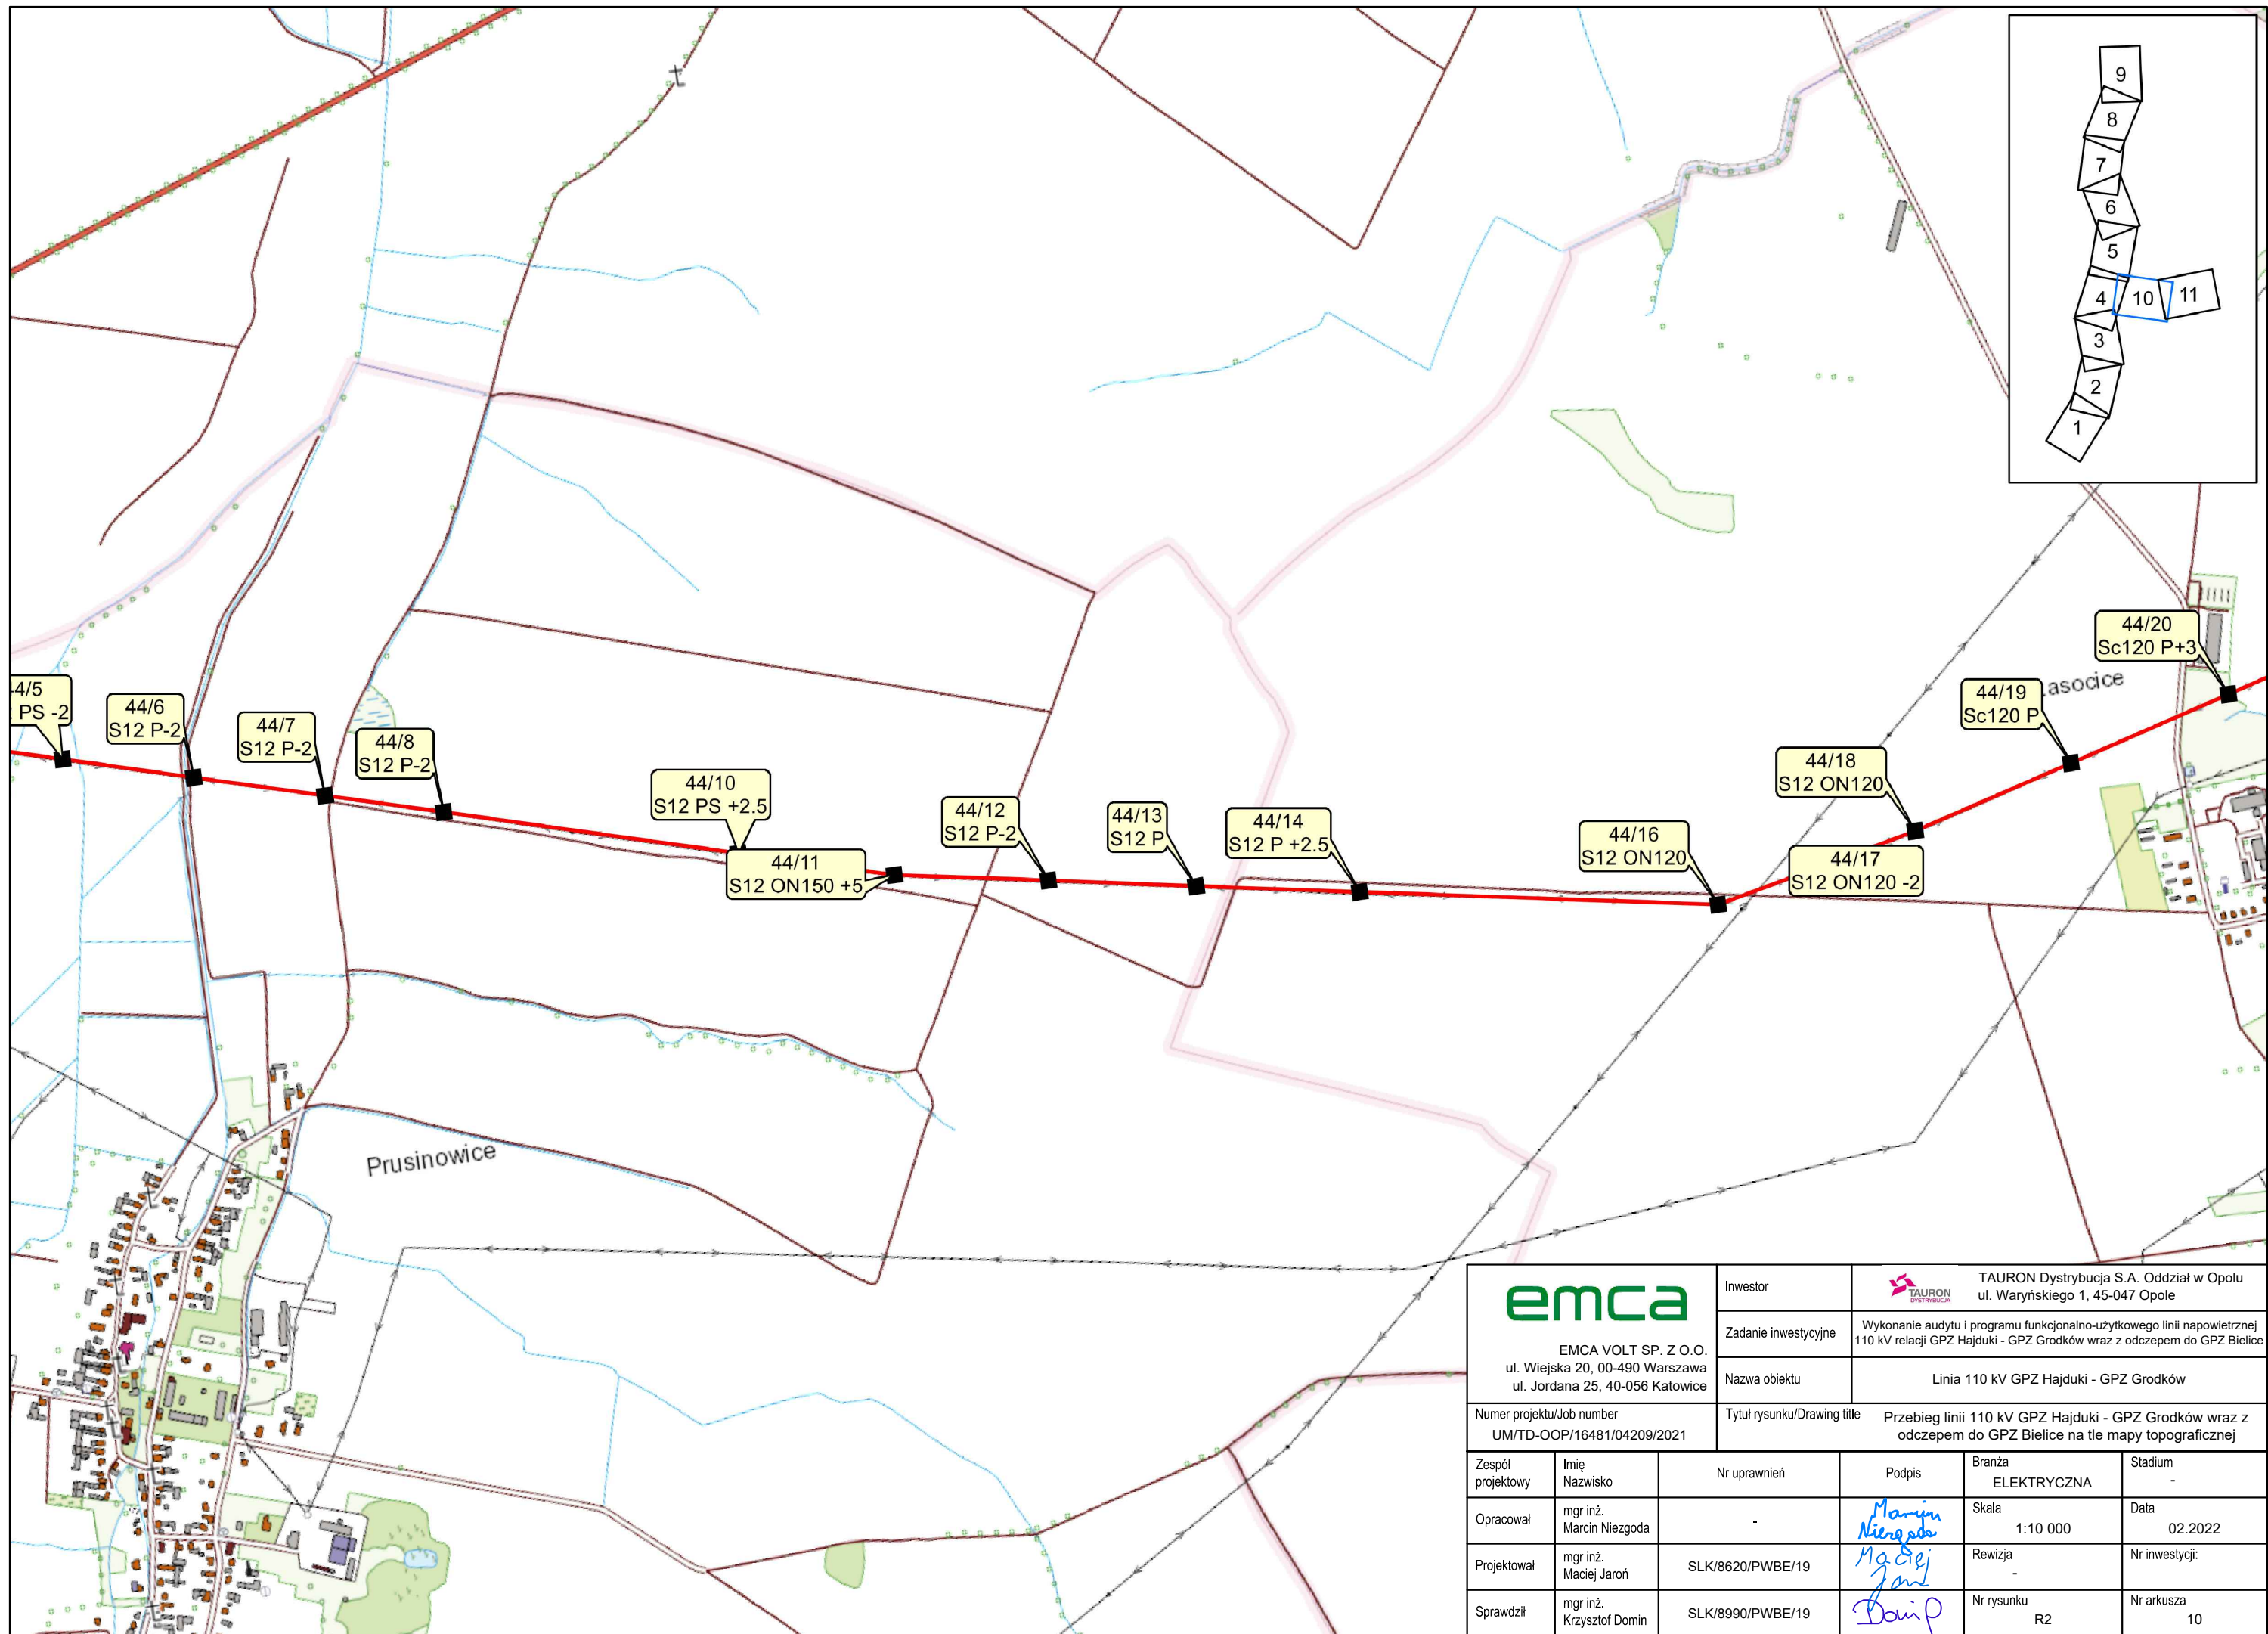 9
8
7
6
5
4
10
11
3
2
1
44/20
Sc120 P+3
asocice
44/19
Sc120 P
44/5
PS -2
44/6
S12 P-2
44/7
S12 P-2
44/8
S12 P-2
44/10
S12 PS +2.5
44/11
S12 ON150 +5
44/12
S12 P-2
44/13
S12 P
44/14
S12 P +2.5
44/16
S12 ON120
44/18
S12 ON120
44/17
S12 ON120 -2
Prusinowice
emca
EMCA VOLT SP. Z O.O.
ul. Wiejska 20, 00-490 Warszawa
ul. Jordana 25, 40-056 Katowice
Inwestor
TAURON
DYSTRYBUCJA
TAURON Dystrybucja S.A. Oddział w Opolu
ul. Waryńskiego 1, 45-047 Opole
Zadanie inwestycyjne
Wykonanie audytu i programu funkcjonalno-użytkowego linii napowietrznej
110 kV relacji GPZ Hajduki - GPZ Grodków wraz z odczepem do GPZ Bielice
Nazwa obiektu
Linia 110 kV GPZ Hajduki - GPZ Grodków
Numer projektu/Job number
UM/TD-OOP/16481/04209/2021
Tytuł rysunku/Drawing title
Przebieg linii 110 kV GPZ Hajduki - GPZ Grodków wraz z
odczepem do GPZ Bielice na tle mapy topograficznej
Zespół
projektowy
Imię
Nazwisko
Nr uprawnień
Podpis
Branża
ELEKTRYCZNA
Stadium
-
Opracował
mgr inż.
Marcin Niezgoda
-
Marcin
Niezgoda
Skala
1:10 000
Data
02.2022
Projektował
mgr inż.
Maciej Jaroń
SLK/8620/PWBE/19
Maciej
Rewizja
-
Nr inwestycji:
Sprawdził
mgr inż.
Krzysztof Domin
SLK/8990/PWBE/19
Nr rysunku
R2
Nr arkusza
10